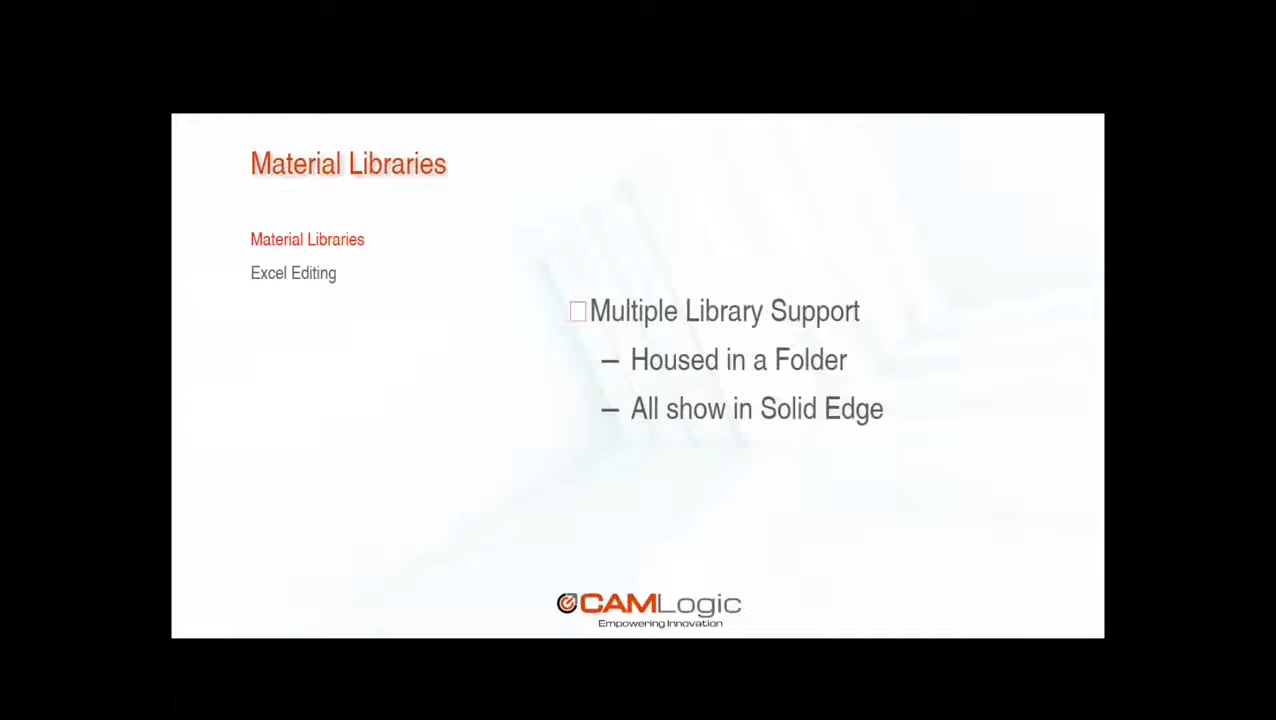 Material Libraries
Material Libraries
Excel Editing
Multiple Library Support
– Housed in a Folder
– All show in Solid Edge
CAMLogic
Empowering Innovation